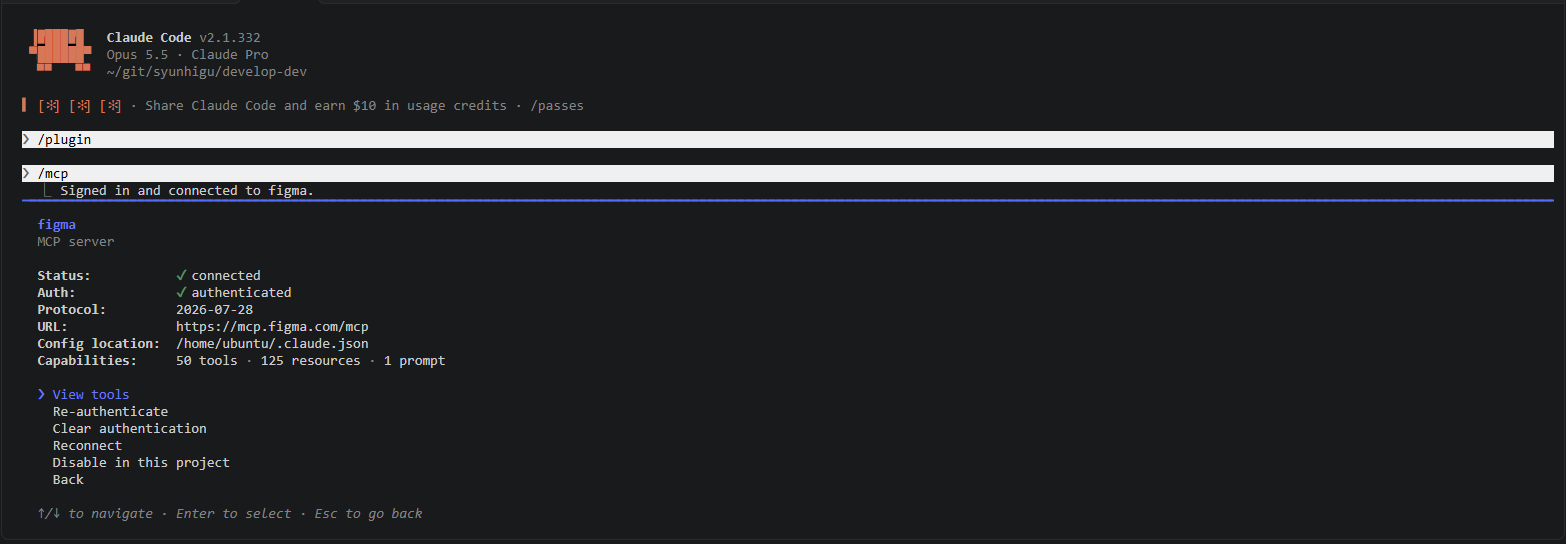 Claude Code v2.1.332
Opus 5.5 · Claude Pro
~/git/syunhigu/develop-dev
[✻] [✻] [✻] · Share Claude Code and earn $10 in usage credits · /passes
❯ /plugin
❯ /mcp
⎿ Signed in and connected to figma.
figma
MCP server
Status: ✓ connected
Auth: ✓ authenticated
Protocol: 2026-07-28
URL: https://mcp.figma.com/mcp
Config location: /home/ubuntu/.claude.json
Capabilities: 50 tools · 125 resources · 1 prompt
❯ View tools
Re-authenticate
Clear authentication
Reconnect
Disable in this project
Back
↑/↓ to navigate · Enter to select · Esc to go back